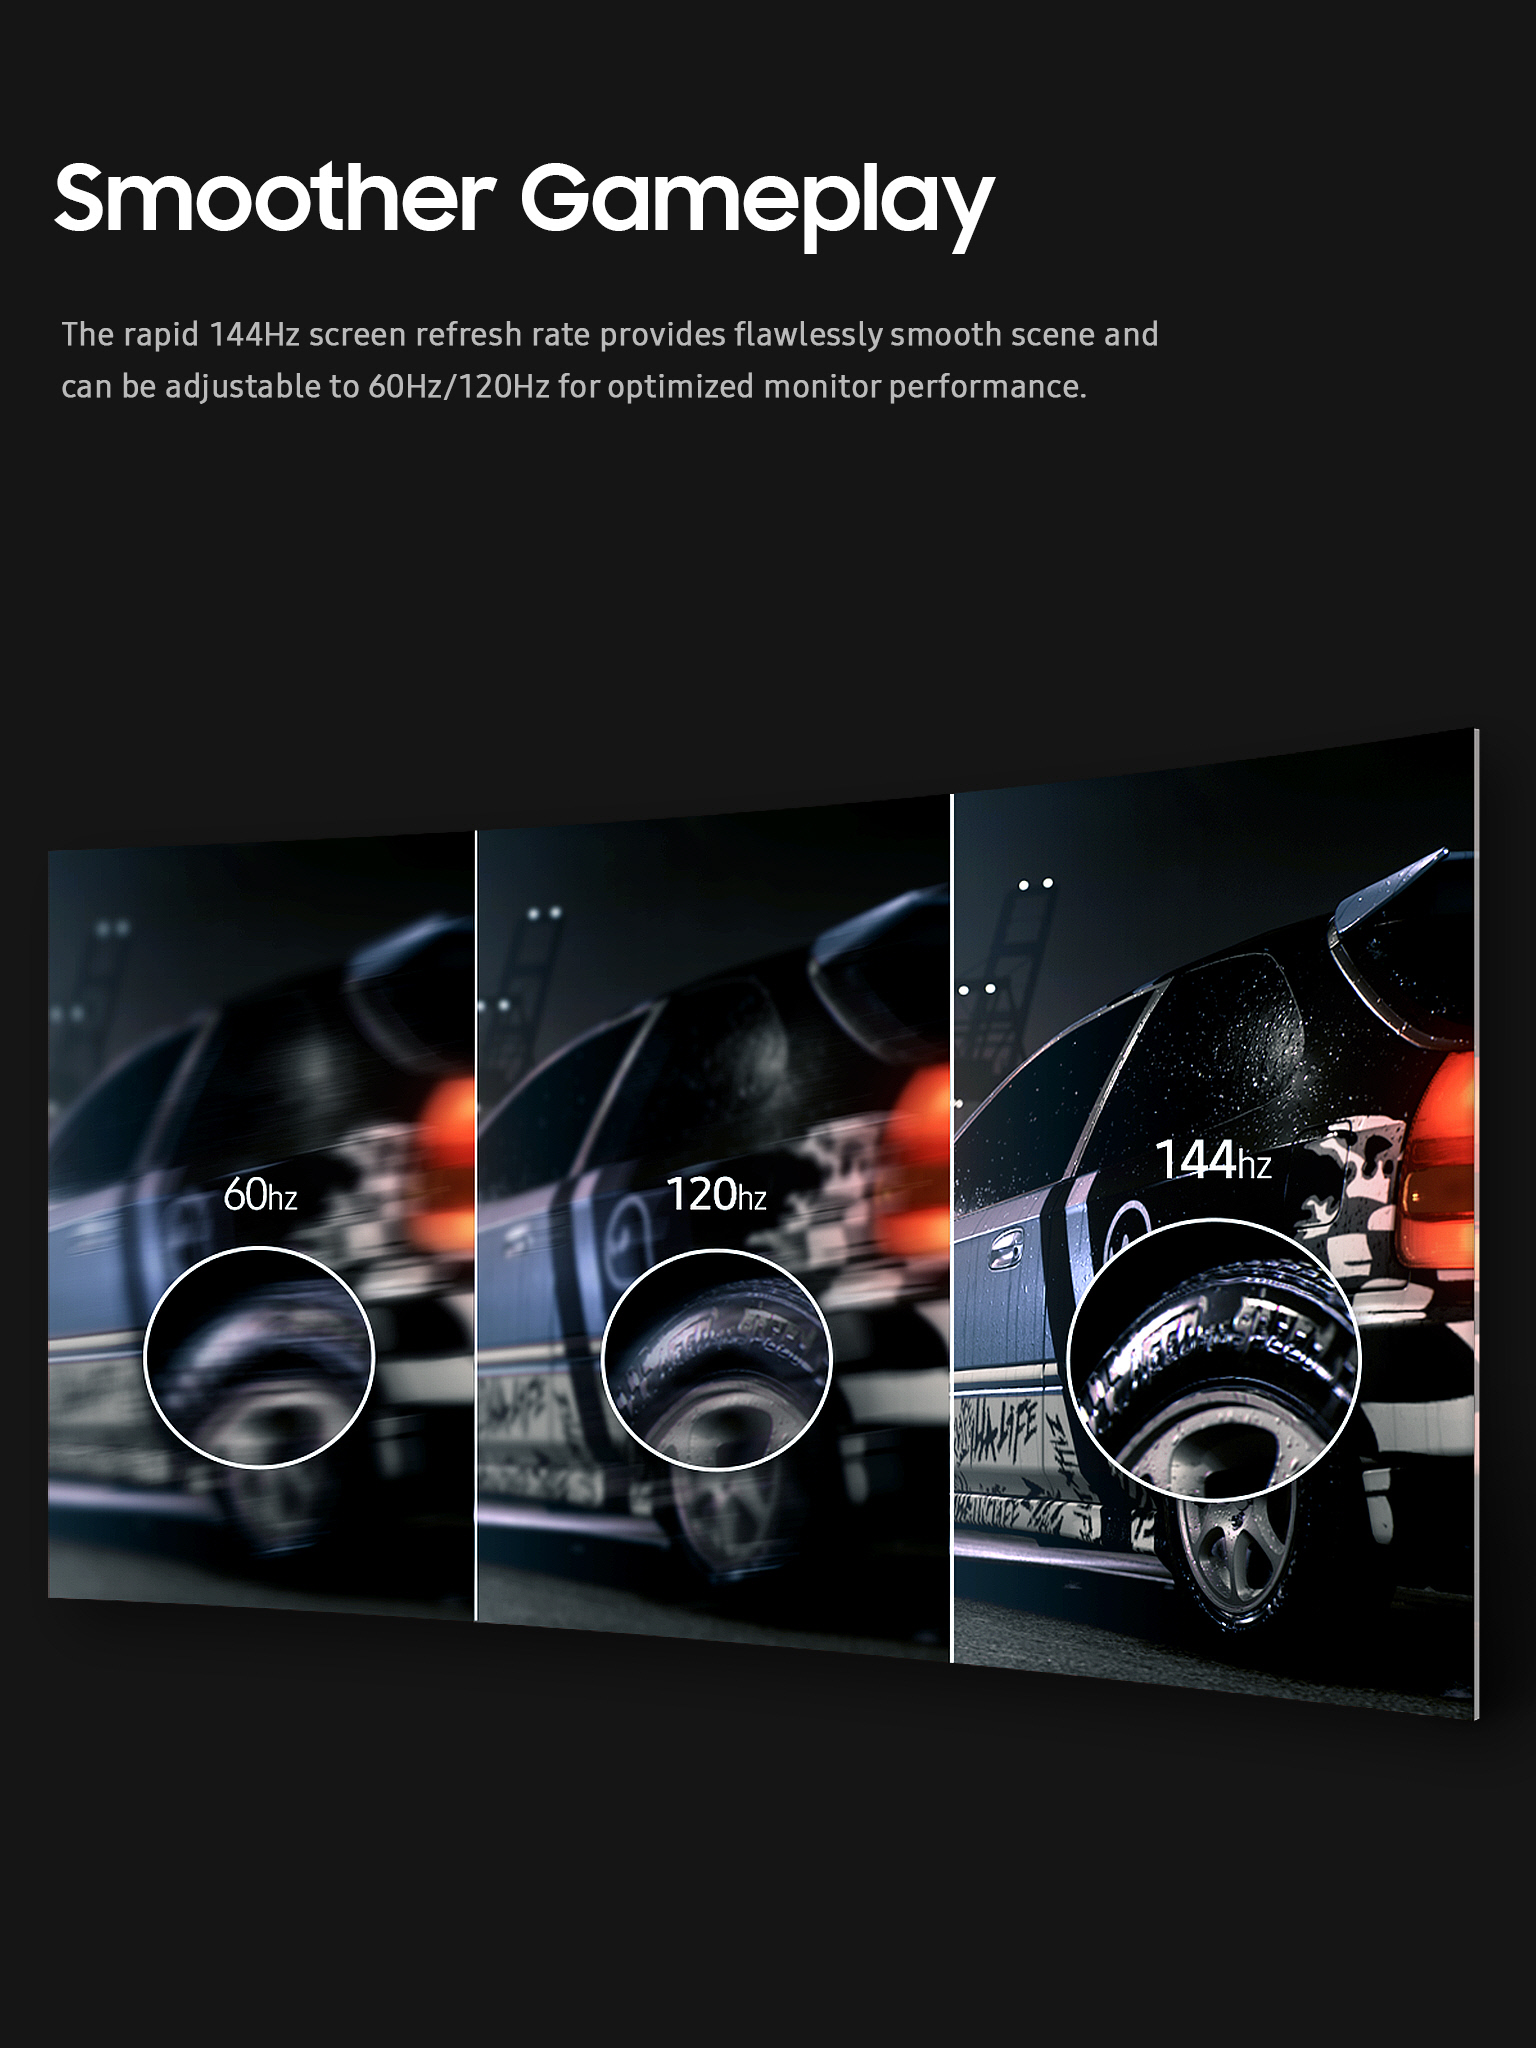 Smoother Gameplay
The rapid 144Hz screen refresh rate provides flawlessly smooth scene and
can be adjustable to 60Hz/120Hz for optimized monitor performance.
60hz
120hz
144hz
LIFE